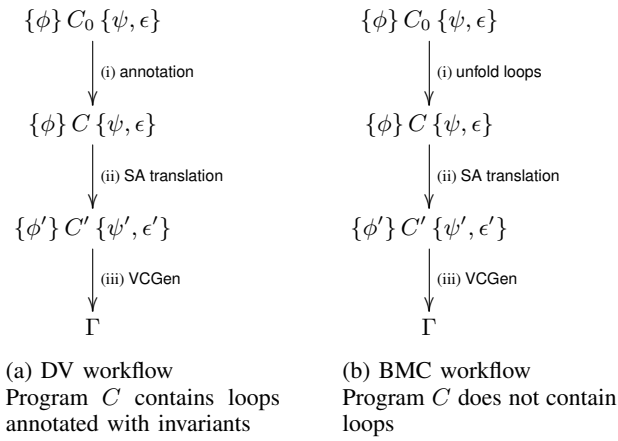 {ϕ} C₀ {ψ, ϵ} {ϕ} C₀ {ψ, ϵ}
(i) annotation (i) unfold loops
{ϕ} C {ψ, ϵ} {ϕ} C {ψ, ϵ}
(ii) SA translation (ii) SA translation
{ϕ′} C′ {ψ′, ϵ′} {ϕ′} C′ {ψ′, ϵ′}
(iii) VCGen (iii) VCGen
Γ Γ
(a) DV workflow
Program C contains loops
annotated with invariants
(b) BMC workflow
Program C does not contain
loops